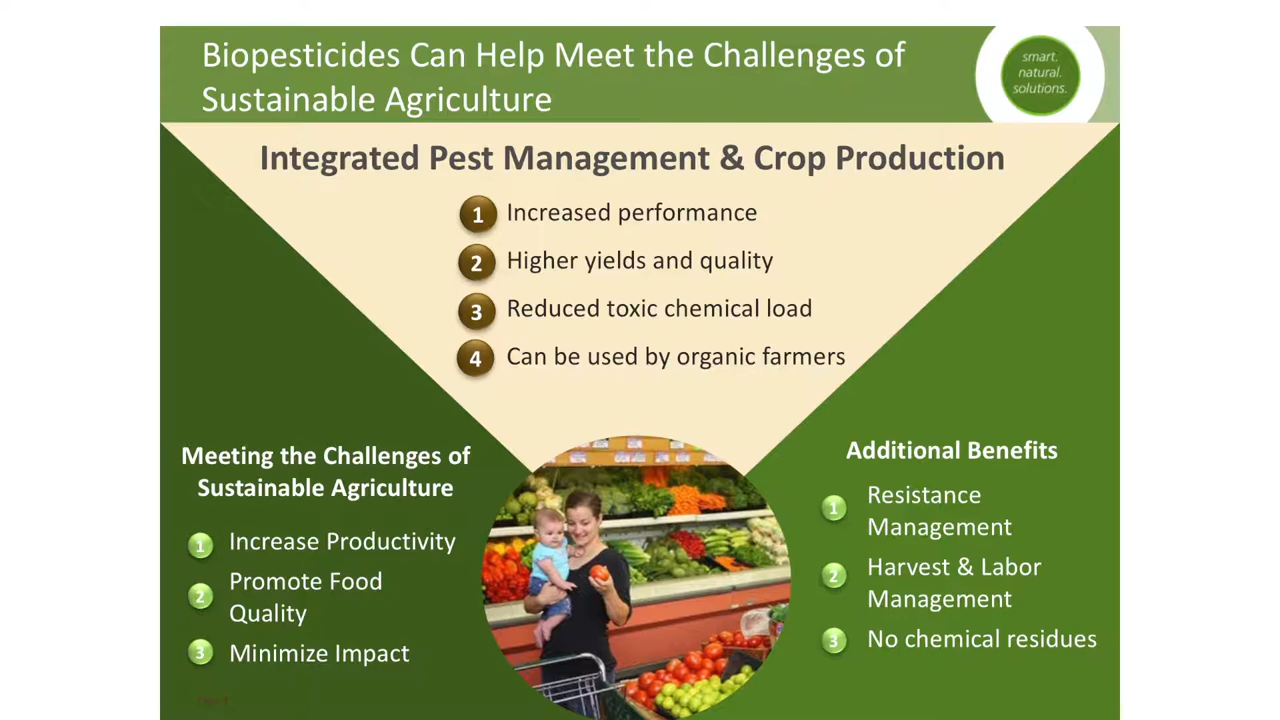 Biopesticides Can Help Meet the Challenges of
Sustainable Agriculture
smart.
natural.
solutions.
Integrated Pest Management & Crop Production
1 Increased performance
2 Higher yields and quality
3 Reduced toxic chemical load
4 Can be used by organic farmers
Meeting the Challenges of
Sustainable Agriculture
1 Increase Productivity
2 Promote Food
Quality
3 Minimize Impact
Additional Benefits
1 Resistance
Management
2 Harvest & Labor
Management
3 No chemical residues